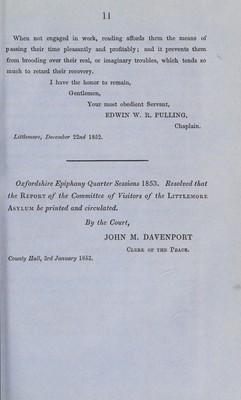 11
When not engaged in work, reading affords them the means of
passing their time pleasantly and profitably; and it prevents them
from brooding over their real, or imaginary troubles, which tends so
much to retard their recovery.
I have the honor to remain,
Gentlemen,
Your most obedient Servant,
EDWIN W. R. PULLING,
Chaplain.
Littlemore, December 22nd 1852.
Oxfordshire Epiphany Quarter Sessions 1853. Resolved that
the REPORT of the Committee of Visitors of the LITTLEMORE
ASYLUM be printed and circulated.
By the Court,
JOHN M. DAVENPORT
CLERK OF THE PEACE.
County Hall, 3rd January 1853.